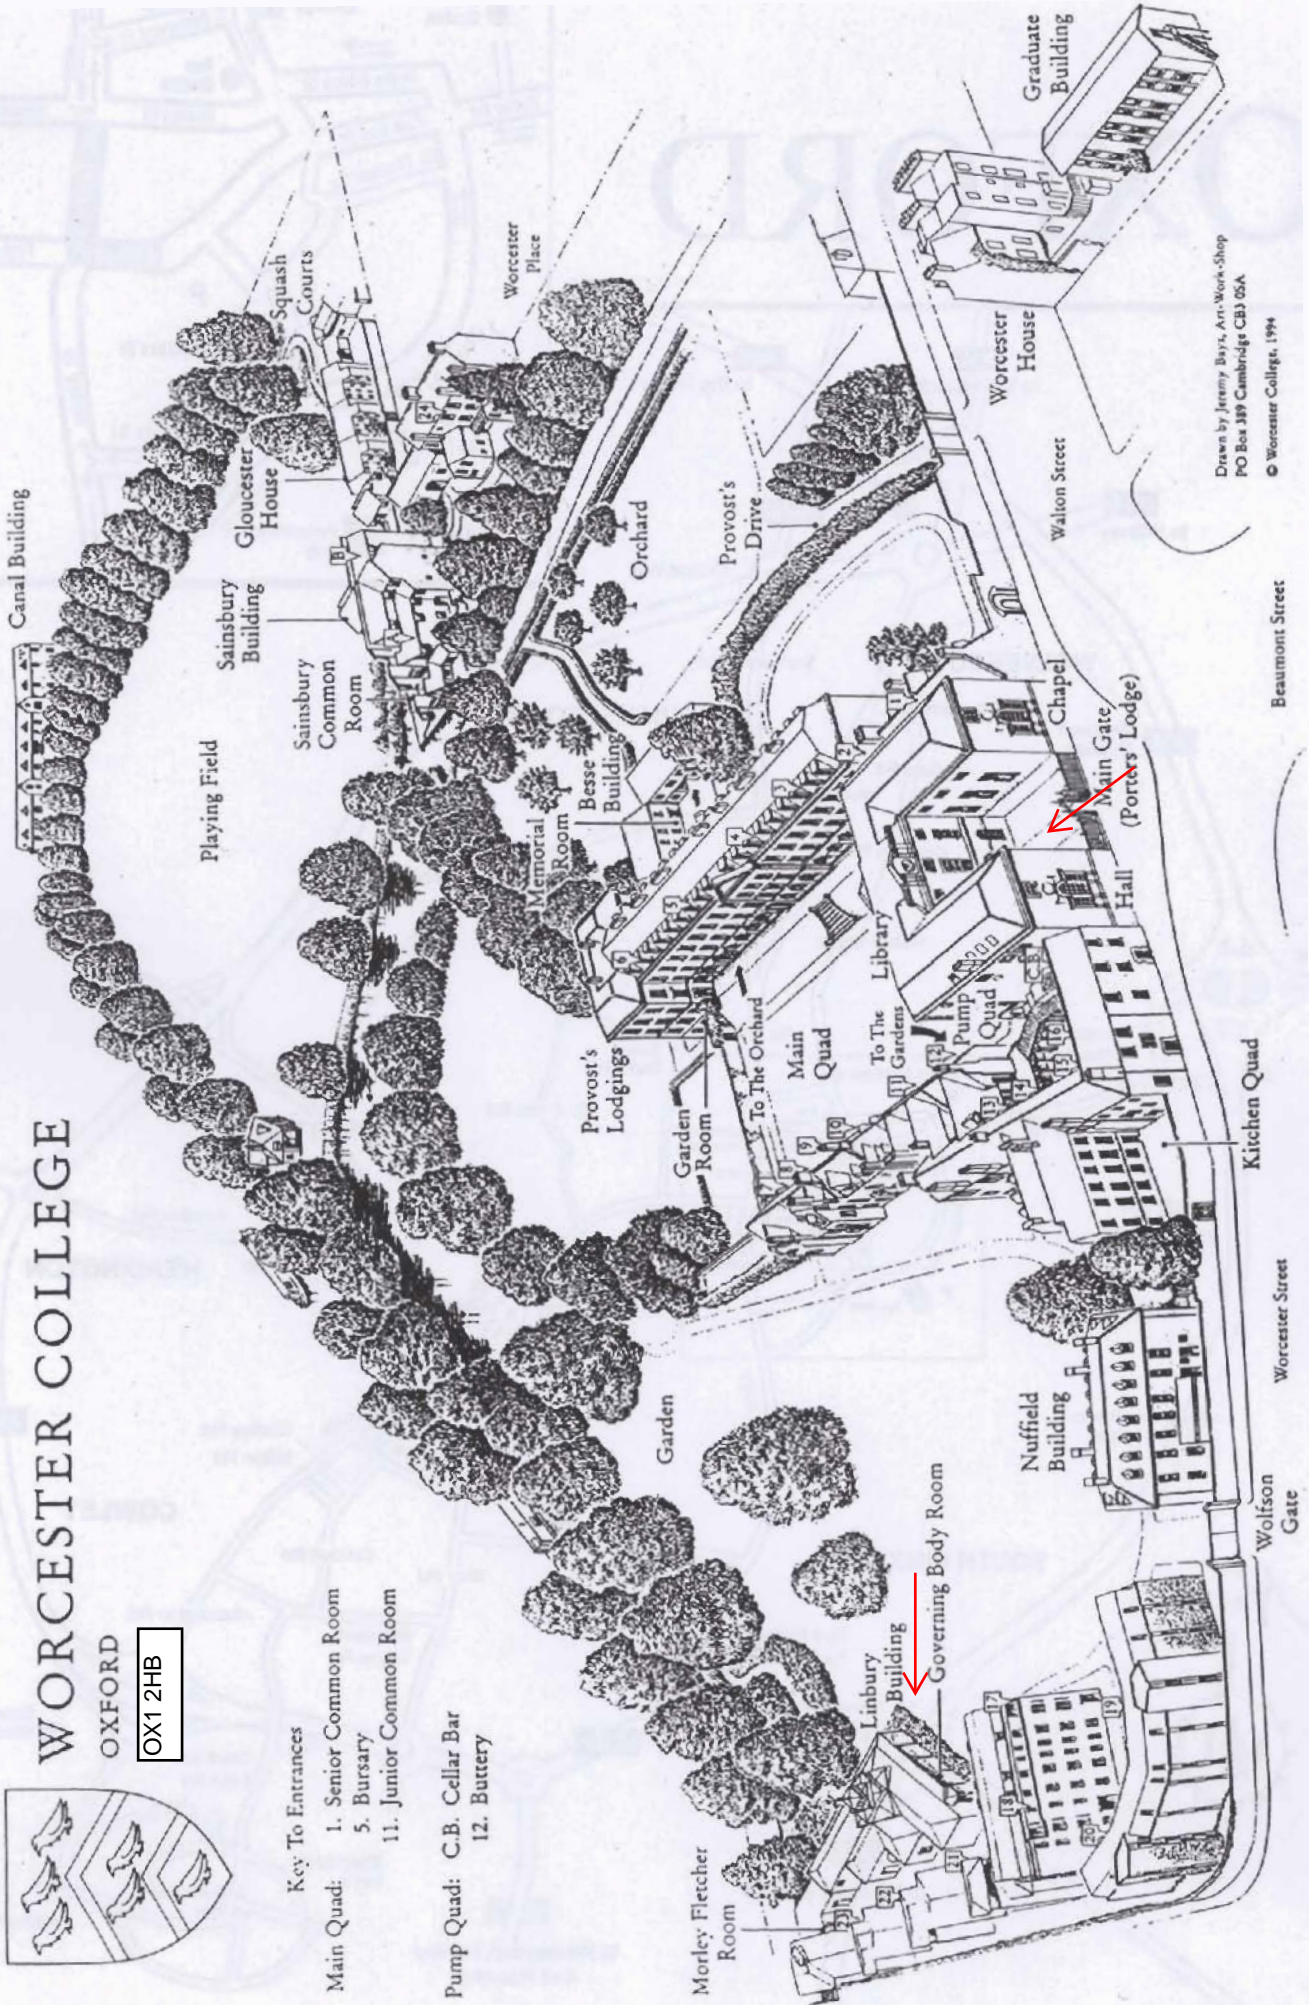 WORCESTER COLLEGE
OXFORD
OX1 2HB
Key To Entrances
Main Quad: 1. Senior Common Room
5. Bursary
11. Junior Common Room
Pump Quad: C.B. Cellar Bar
12. Buttery
Canal Building
Playing Field
Sainsbury
Building
Gloucester
House
Squash
Courts
Sainsbury
Common
Room
Worcester
Place
Orchard
Provost's
Drive
Memorial
Room
Besse
Building
Provost's
Lodgings
Garden
Room
To The Orchard
Main
Quad
To The
Gardens
Library
Pump
Quad
Garden
Morley Fletcher
Room
Linbury
Building
Governing Body Room
Nuffield
Building
Wolfson
Gate
Worcester Street
Kitchen Quad
Hall
Main Gate
(Porters' Lodge)
Chapel
Beaumont Street
Walton Street
Worcester
House
Graduate
Building
Drawn by Jeremy Bays, Art-Work-Shop
PO Box 389 Cambridge CB3 0SA
© Worcester College, 1994